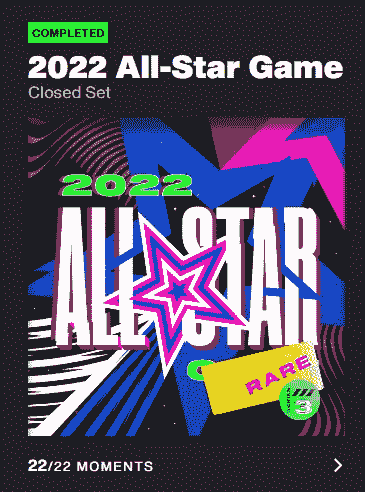 COMPLETED
2022 All-Star Game
Closed Set
2022
ALL STAR
RARE
3
22/22 MOMENTS